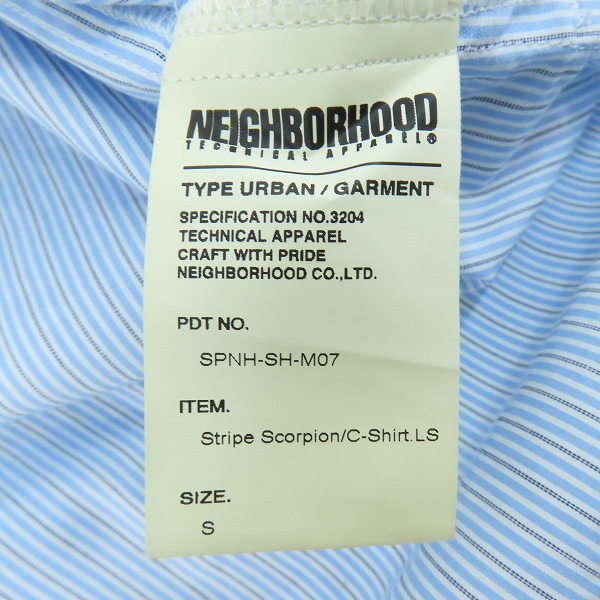 NEIGHBORHOOD
TECHNICAL APPAREL®
TYPE URBAN / GARMENT
SPECIFICATION NO.3204
TECHNICAL APPAREL
CRAFT WITH PRIDE
NEIGHBORHOOD CO.,LTD.
PDT NO.
SPNH-SH-M07
ITEM.
Stripe Scorpion/C-Shirt.LS
SIZE.
S